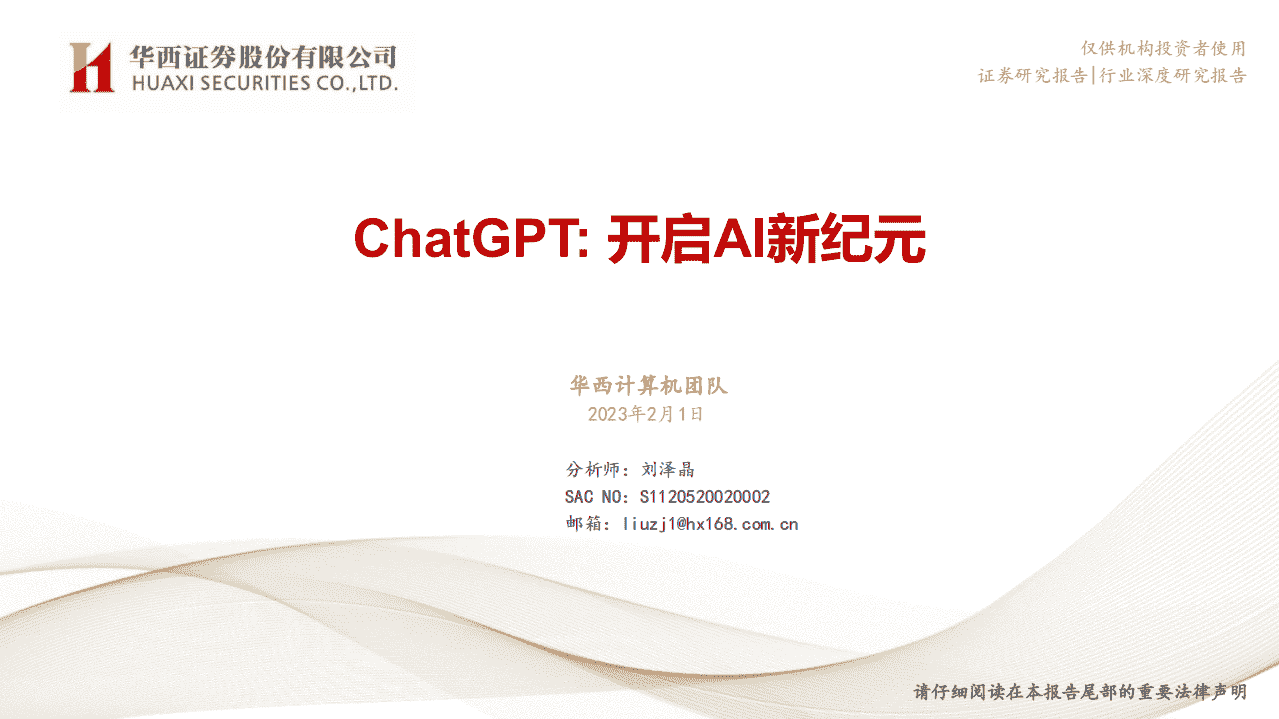 华西证券股份有限公司
HUAXI SECURITIES CO.,LTD.
仅供机构投资者使用
证券研究报告|行业深度研究报告
ChatGPT: 开启AI新纪元
华西计算机团队
2023年2月1日
分析师：刘泽晶
SAC NO：S1120520020002
邮箱：liuzj1@hx168.com.cn
请仔细阅读在本报告尾部的重要法律声明